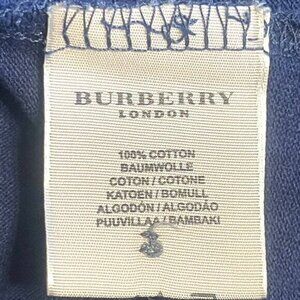 BURBERRY
LONDON
100% COTTON
BAUMWOLLE
COTON / COTONE
KATOEN / BOMULL
ALGODÓN / ALGODÃO
PUUVILLAA / BAMBAKI